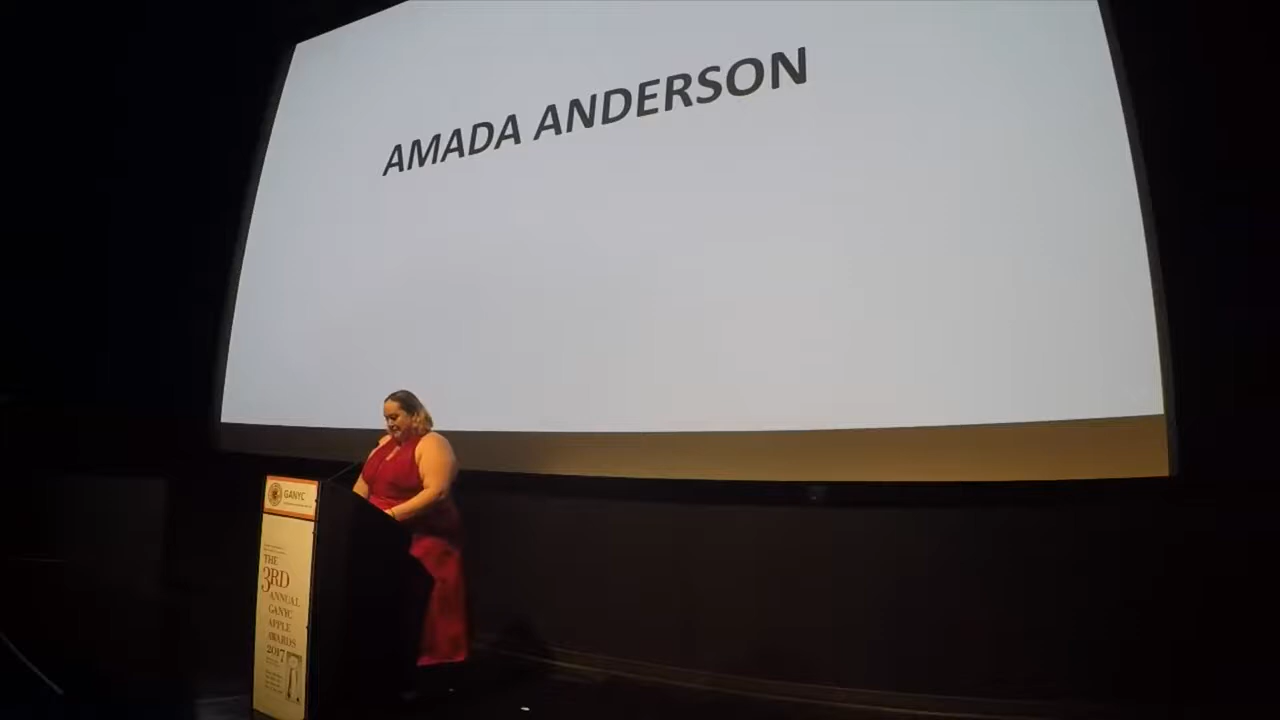 AMADA ANDERSON
GANYC
THE
3RD
ANNUAL
GANYC
APPLE
AWARDS
2017